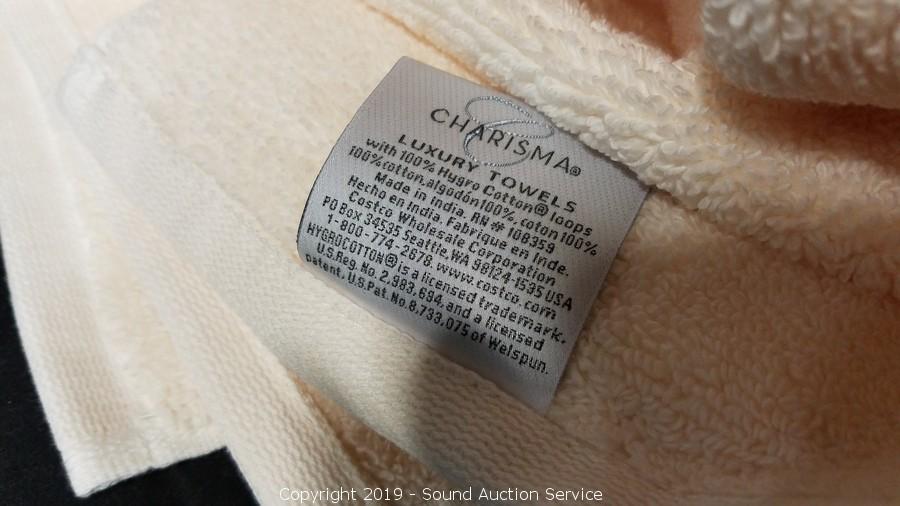 CHARISMA®
LUXURY TOWELS
with 100% Hygro Cotton® loops
100%cotton,algodón100%,coton 100%
Made in India. RN # 108359
Hecho en India. Fabrique en Inde.
Costco Wholesale Corporation
PO Box 34535 Seattle,WA 98124-1535 USA
1-800-774-2678. www.costco.com
HYGROCOTTON® is a licensed trademark.
U.S.Reg. No. 2,983,694, and a licensed
patent, U.S.Pat.No.8,733,075 of Welspun.
Copyright 2019 - Sound Auction Service